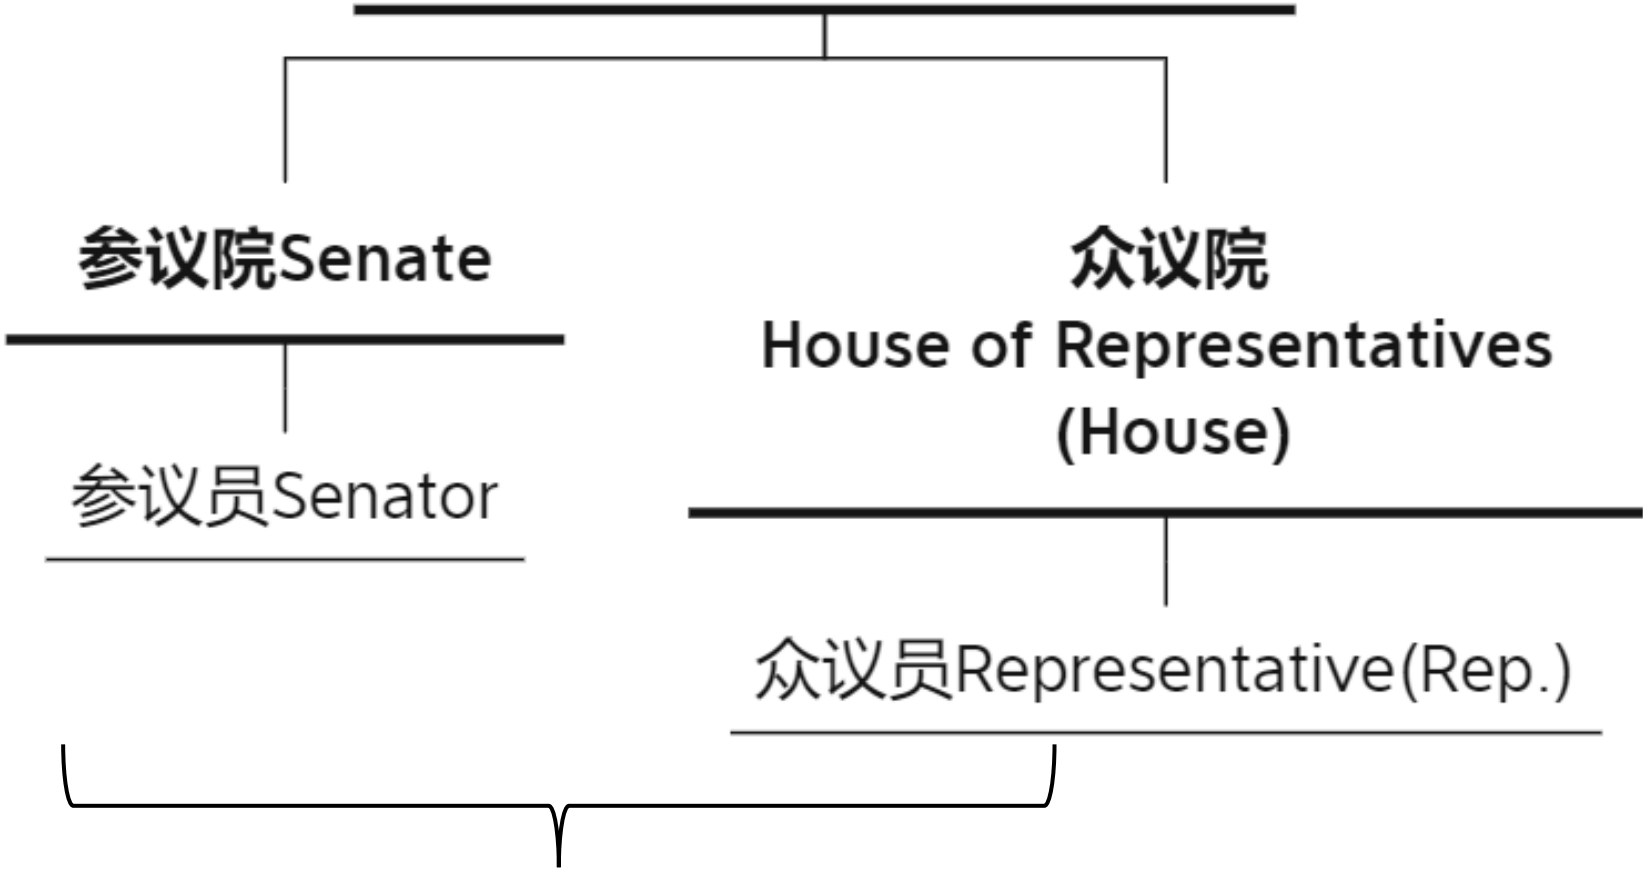 参议院Senate
参议员Senator
众议院
House of Representatives
(House)
众议员Representative(Rep.)